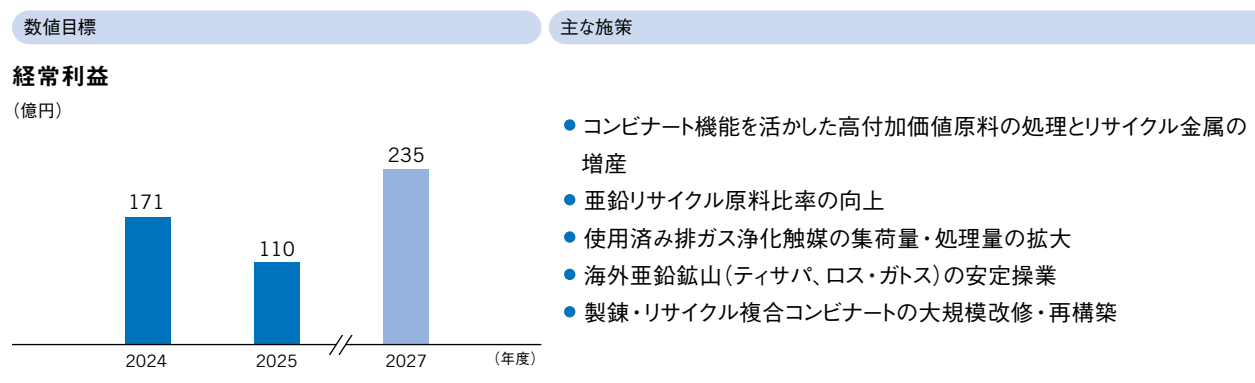 数値目標
主な施策
経常利益
（億円）
171
110
235
2024
2025
2027
（年度）
● コンビナート機能を活かした高付加価値原料の処理とリサイクル金属の
増産
● 亜鉛リサイクル原料比率の向上
● 使用済み排ガス浄化触媒の集荷量・処理量の拡大
● 海外亜鉛鉱山（ティサパ、ロス・ガトス）の安定操業
● 製錬・リサイクル複合コンビナートの大規模改修・再構築